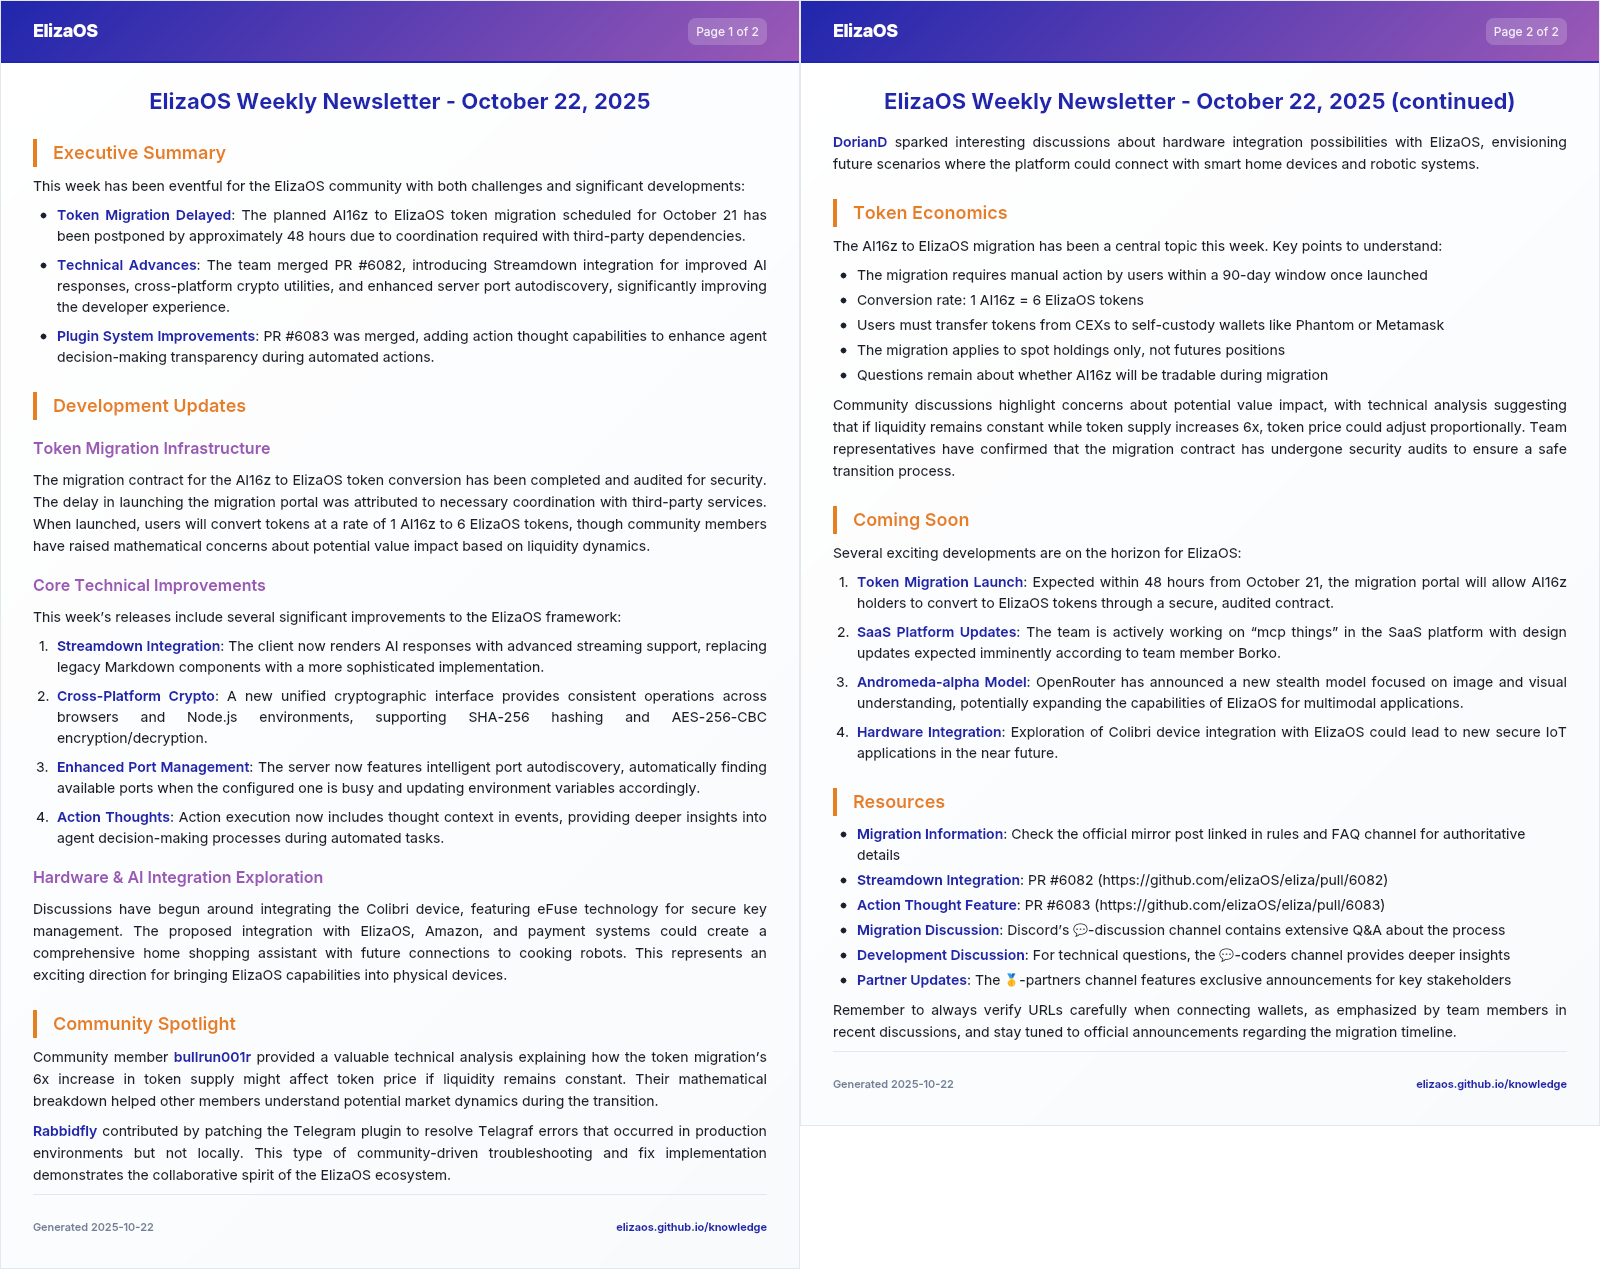 ElizaOS
Page 1 of 2
ElizaOS Weekly Newsletter - October 22, 2025
Executive Summary
This week has been eventful for the ElizaOS community with both challenges and significant developments:
• Token Migration Delayed: The planned AI16z to ElizaOS token migration scheduled for October 21 has
been postponed by approximately 48 hours due to coordination required with third-party dependencies.
• Technical Advances: The team merged PR #6082, introducing Streamdown integration for improved AI
responses, cross-platform crypto utilities, and enhanced server port autodiscovery, significantly improving
the developer experience.
• Plugin System Improvements: PR #6083 was merged, adding action thought capabilities to enhance agent
decision-making transparency during automated actions.
Development Updates
Token Migration Infrastructure
The migration contract for the AI16z to ElizaOS token conversion has been completed and audited for security.
The delay in launching the migration portal was attributed to necessary coordination with third-party services.
When launched, users will convert tokens at a rate of 1 AI16z to 6 ElizaOS tokens, though community members
have raised mathematical concerns about potential value impact based on liquidity dynamics.
Core Technical Improvements
This week’s releases include several significant improvements to the ElizaOS framework:
1. Streamdown Integration: The client now renders AI responses with advanced streaming support, replacing
legacy Markdown components with a more sophisticated implementation.
2. Cross-Platform Crypto: A new unified cryptographic interface provides consistent operations across
browsers and Node.js environments, supporting SHA-256 hashing and AES-256-CBC
encryption/decryption.
3. Enhanced Port Management: The server now features intelligent port autodiscovery, automatically finding
available ports when the configured one is busy and updating environment variables accordingly.
4. Action Thoughts: Action execution now includes thought context in events, providing deeper insights into
agent decision-making processes during automated tasks.
Hardware & AI Integration Exploration
Discussions have begun around integrating the Colibri device, featuring eFuse technology for secure key
management. The proposed integration with ElizaOS, Amazon, and payment systems could create a
comprehensive home shopping assistant with future connections to cooking robots. This represents an
exciting direction for bringing ElizaOS capabilities into physical devices.
Community Spotlight
Community member bullrun001r provided a valuable technical analysis explaining how the token migration’s
6x increase in token supply might affect token price if liquidity remains constant. Their mathematical
breakdown helped other members understand potential market dynamics during the transition.
Rabbidfly contributed by patching the Telegram plugin to resolve Telagraf errors that occurred in production
environments but not locally. This type of community-driven troubleshooting and fix implementation
demonstrates the collaborative spirit of the ElizaOS ecosystem.
Generated 2025-10-22
elizaos.github.io/knowledge
ElizaOS
Page 2 of 2
ElizaOS Weekly Newsletter - October 22, 2025 (continued)
DorianD sparked interesting discussions about hardware integration possibilities with ElizaOS, envisioning
future scenarios where the platform could connect with smart home devices and robotic systems.
Token Economics
The AI16z to ElizaOS migration has been a central topic this week. Key points to understand:
• The migration requires manual action by users within a 90-day window once launched
• Conversion rate: 1 AI16z = 6 ElizaOS tokens
• Users must transfer tokens from CEXs to self-custody wallets like Phantom or Metamask
• The migration applies to spot holdings only, not futures positions
• Questions remain about whether AI16z will be tradable during migration
Community discussions highlight concerns about potential value impact, with technical analysis suggesting
that if liquidity remains constant while token supply increases 6x, token price could adjust proportionally. Team
representatives have confirmed that the migration contract has undergone security audits to ensure a safe
transition process.
Coming Soon
Several exciting developments are on the horizon for ElizaOS:
1. Token Migration Launch: Expected within 48 hours from October 21, the migration portal will allow AI16z
holders to convert to ElizaOS tokens through a secure, audited contract.
2. SaaS Platform Updates: The team is actively working on “mcp things” in the SaaS platform with design
updates expected imminently according to team member Borko.
3. Andromeda-alpha Model: OpenRouter has announced a new stealth model focused on image and visual
understanding, potentially expanding the capabilities of ElizaOS for multimodal applications.
4. Hardware Integration: Exploration of Colibri device integration with ElizaOS could lead to new secure IoT
applications in the near future.
Resources
• Migration Information: Check the official mirror post linked in rules and FAQ channel for authoritative
details
• Streamdown Integration: PR #6082 (https://github.com/elizaOS/eliza/pull/6082)
• Action Thought Feature: PR #6083 (https://github.com/elizaOS/eliza/pull/6083)
• Migration Discussion: Discord’s 💬-discussion channel contains extensive Q&A about the process
• Development Discussion: For technical questions, the 💬-coders channel provides deeper insights
• Partner Updates: The 🥇-partners channel features exclusive announcements for key stakeholders
Remember to always verify URLs carefully when connecting wallets, as emphasized by team members in
recent discussions, and stay tuned to official announcements regarding the migration timeline.
Generated 2025-10-22
elizaos.github.io/knowledge